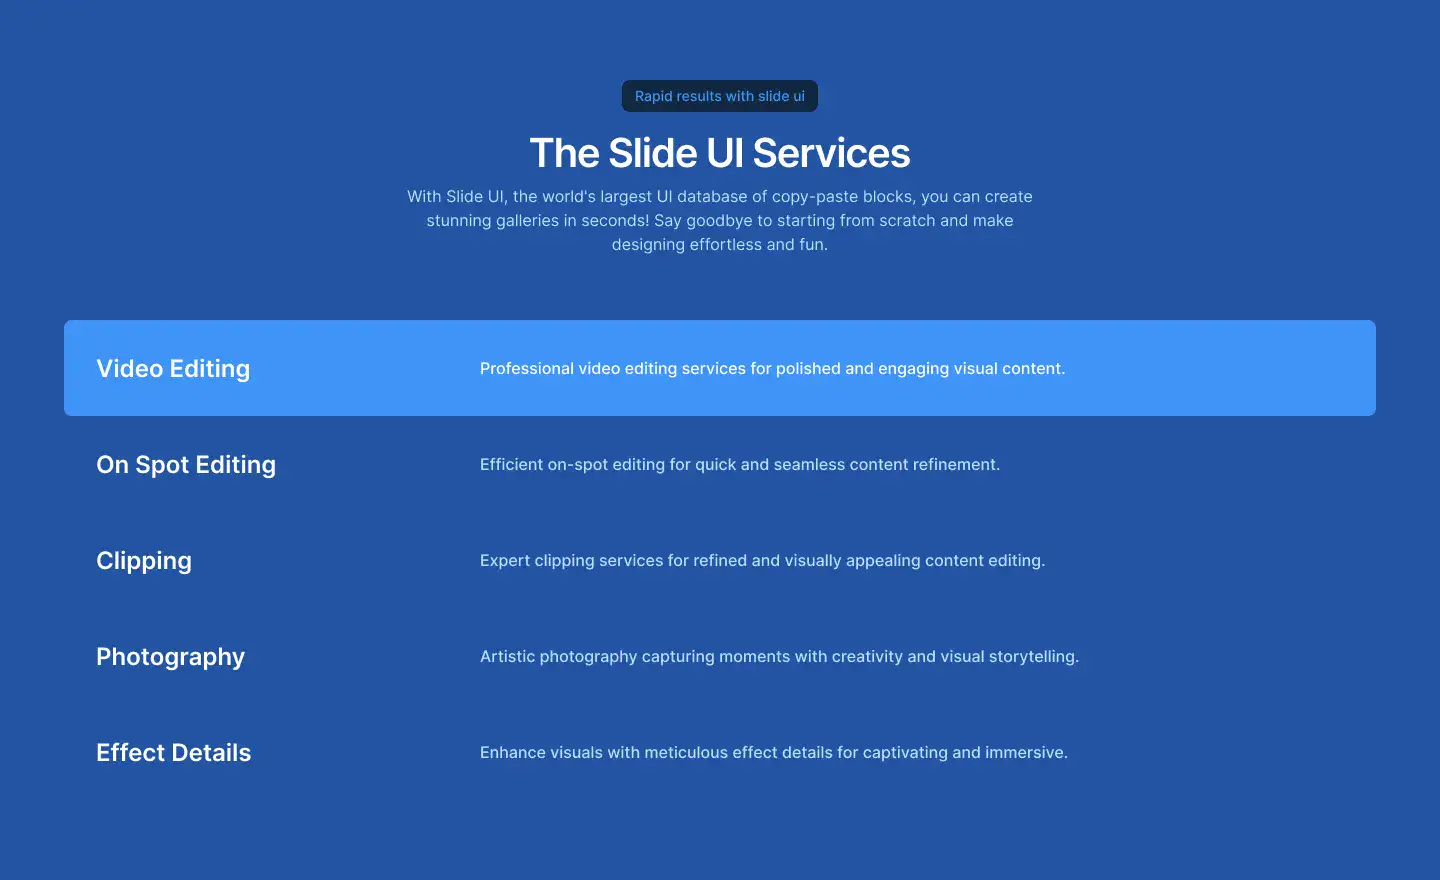 Rapid results with slide ui
The Slide UI Services
With Slide UI, the world's largest UI database of copy-paste blocks, you can create
stunning galleries in seconds! Say goodbye to starting from scratch and make
designing effortless and fun.
Video Editing
Professional video editing services for polished and engaging visual content.
On Spot Editing
Efficient on-spot editing for quick and seamless content refinement.
Clipping
Expert clipping services for refined and visually appealing content editing.
Photography
Artistic photography capturing moments with creativity and visual storytelling.
Effect Details
Enhance visuals with meticulous effect details for captivating and immersive.